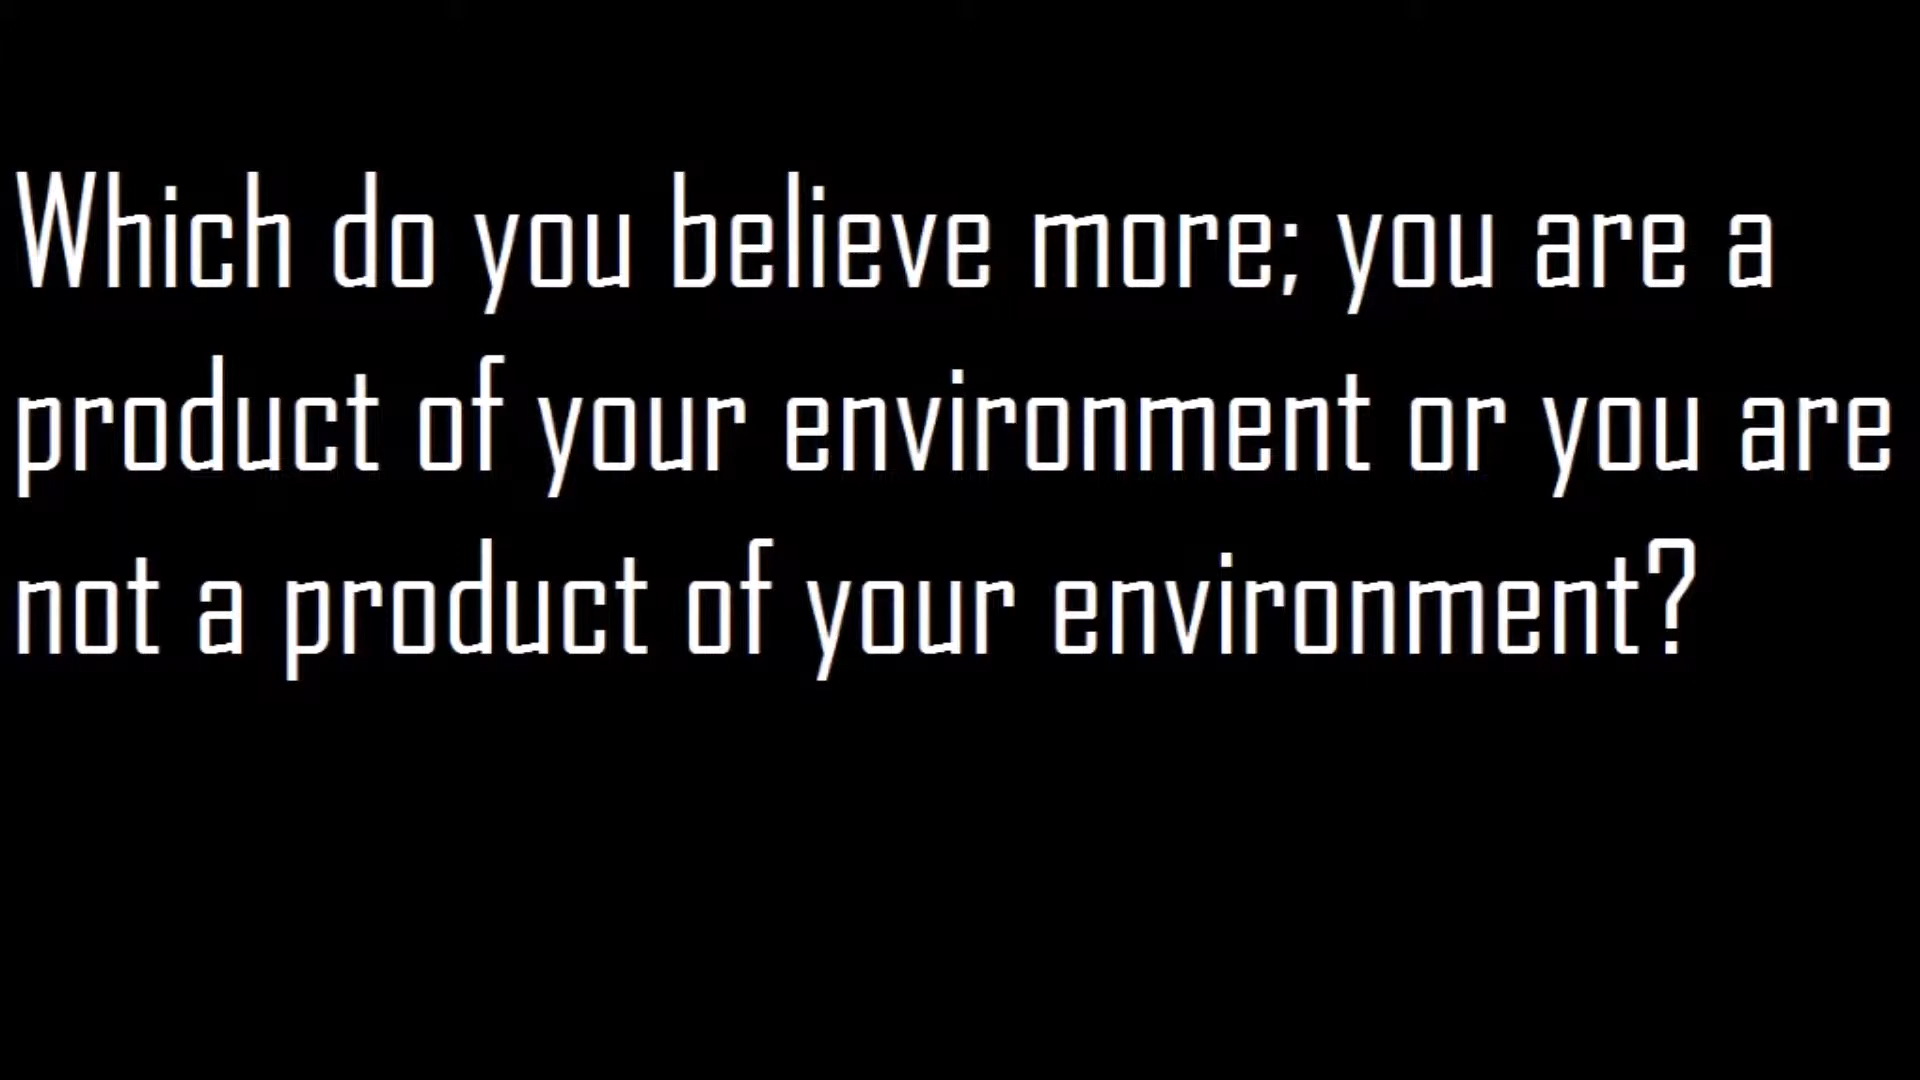 Which do you believe more; you are a
product of your environment or you are
not a product of your environment?